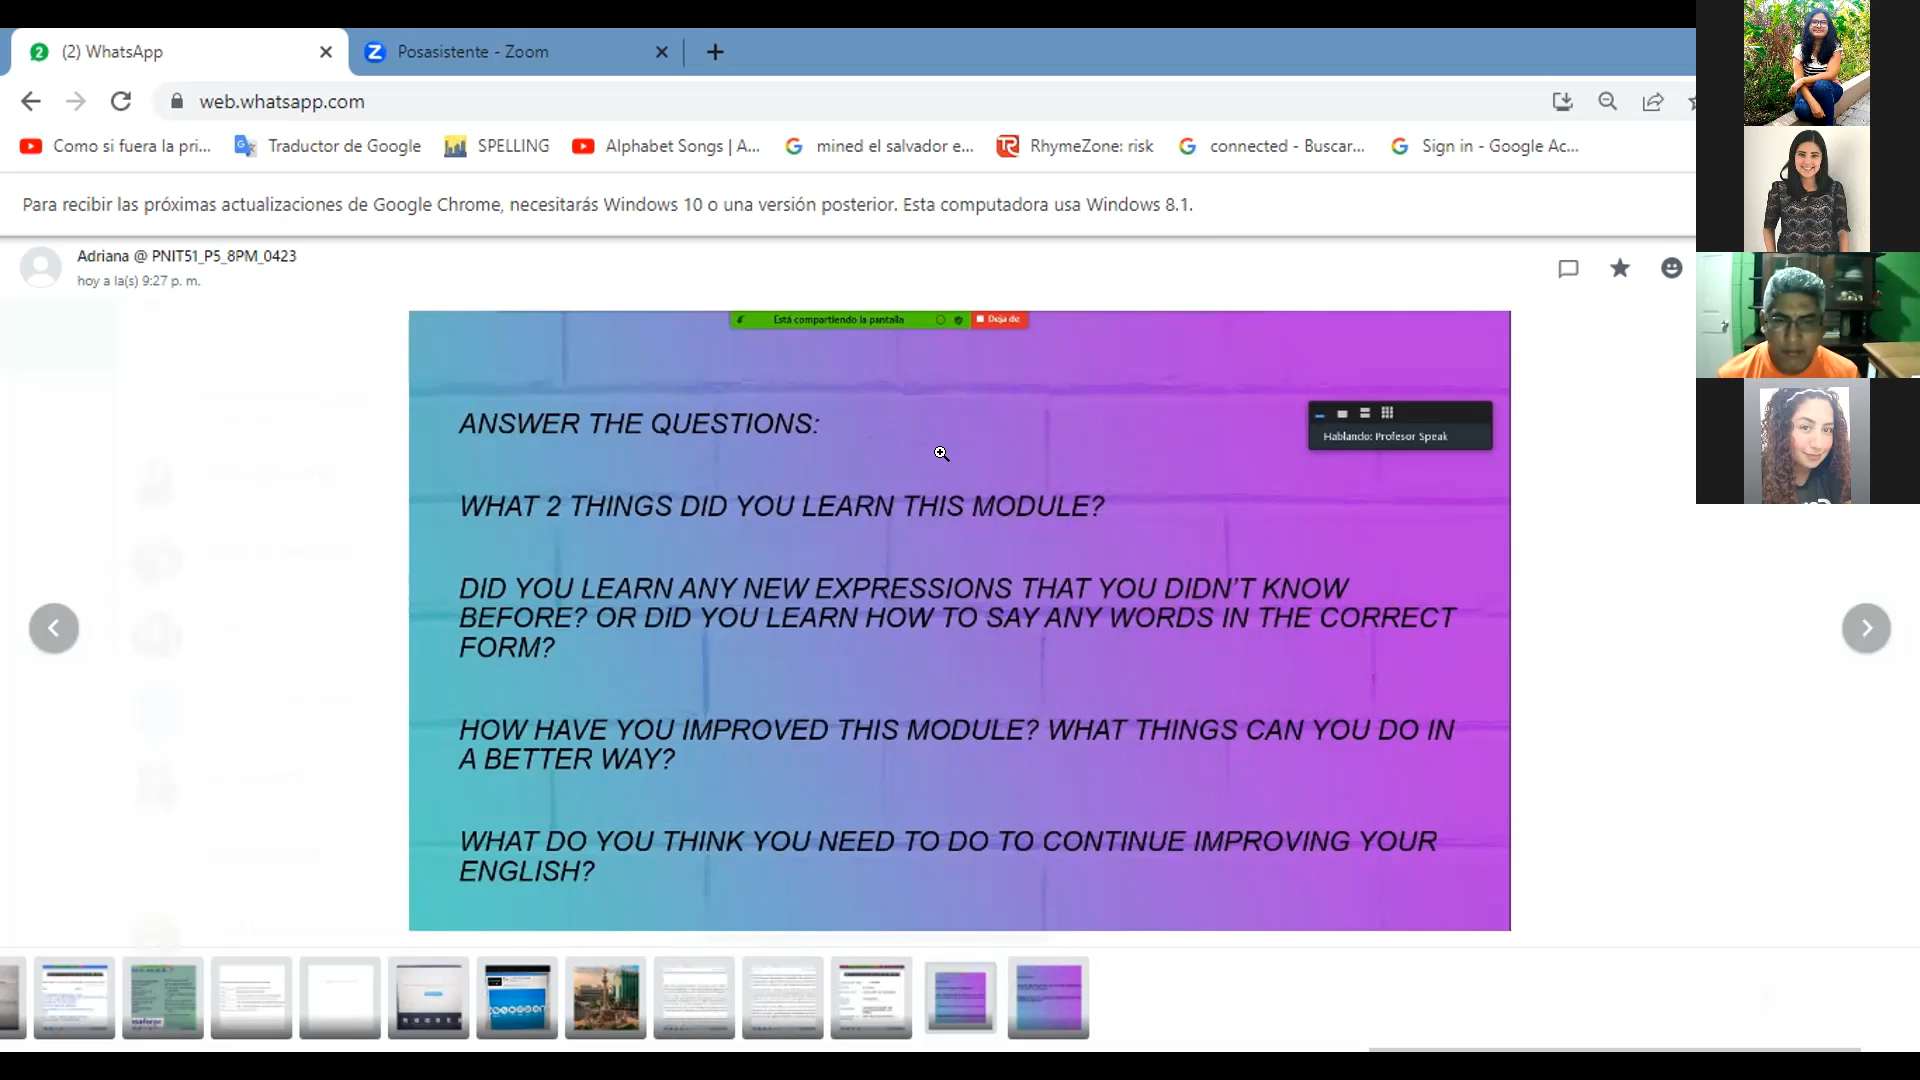 (2) WhatsApp
Posasistente - Zoom
web.whatsapp.com
Como si fuera la pri...
Traductor de Google
SPELLING
Alphabet Songs | A...
mined el salvador e...
RhymeZone: risk
connected - Buscar...
Sign in - Google Ac...
Para recibir las próximas actualizaciones de Google Chrome, necesitarás Windows 10 o una versión posterior. Esta computadora usa Windows 8.1.
Adriana @ PNIT51_P5_8PM_0423
hoy a la(s) 9:27 p. m.
Está compartiendo la pantalla
Deja de
ANSWER THE QUESTIONS:
Hablando: Profesor Speak
WHAT 2 THINGS DID YOU LEARN THIS MODULE?
DID YOU LEARN ANY NEW EXPRESSIONS THAT YOU DIDN'T KNOW
BEFORE? OR DID YOU LEARN HOW TO SAY ANY WORDS IN THE CORRECT
FORM?
HOW HAVE YOU IMPROVED THIS MODULE? WHAT THINGS CAN YOU DO IN
A BETTER WAY?
WHAT DO YOU THINK YOU NEED TO DO TO CONTINUE IMPROVING YOUR
ENGLISH?